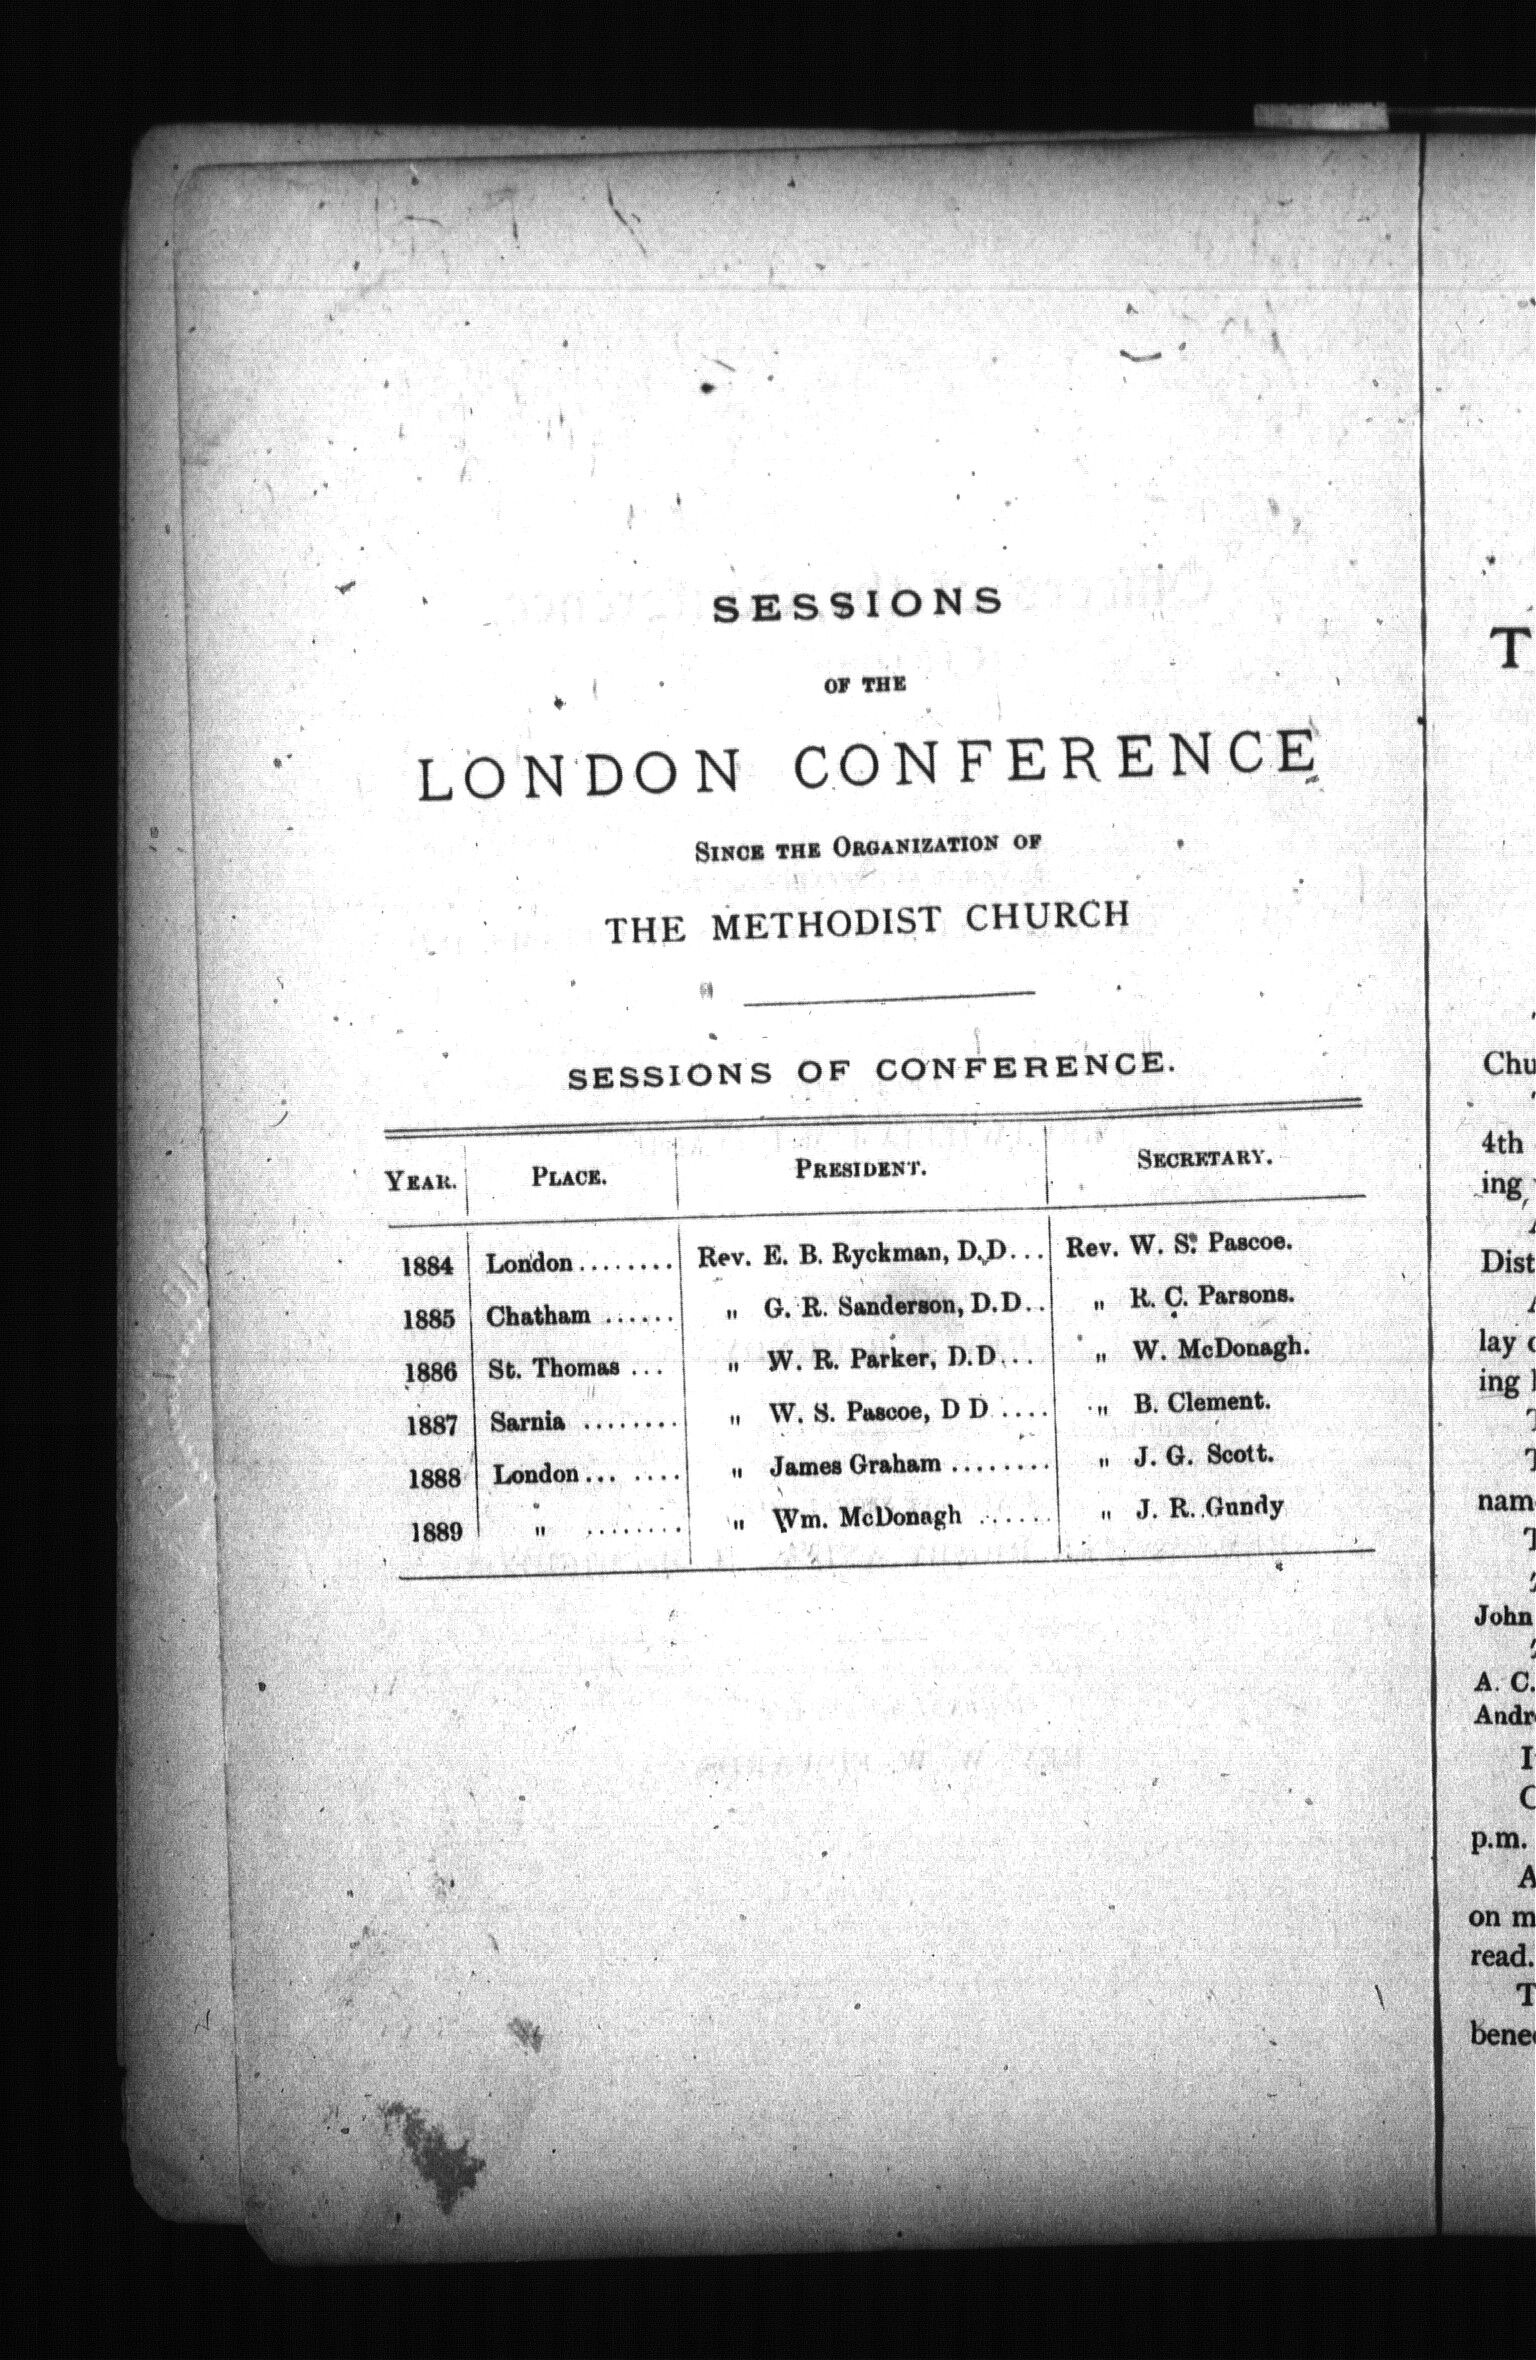 SESSIONS
OF THE
LONDON CONFERENCE
SINCE THE ORGANIZATION OF
THE METHODIST CHURCH
SESSIONS OF CONFERENCE.
YEAR. PLACE. PRESIDENT. SECRETARY.
1884 London........ Rev. E. B. Ryckman, D.D... Rev. W. S. Pascoe.
1885 Chatham ...... " G. R. Sanderson, D.D.. " R. C. Parsons.
1886 St. Thomas ... " W. R. Parker, D.D... " W. McDonagh.
1887 Sarnia ........ " W. S. Pascoe, D D .... " B. Clement.
1888 London... .... " James Graham ........ " J. G. Scott.
1889 " ........ " Wm. McDonagh ...... " J. R. Gundy
T
Chu
4th
ing
Dist
lay
ing
nam
John
A. C.
Andr
p.m.
on m
read.
T
bene